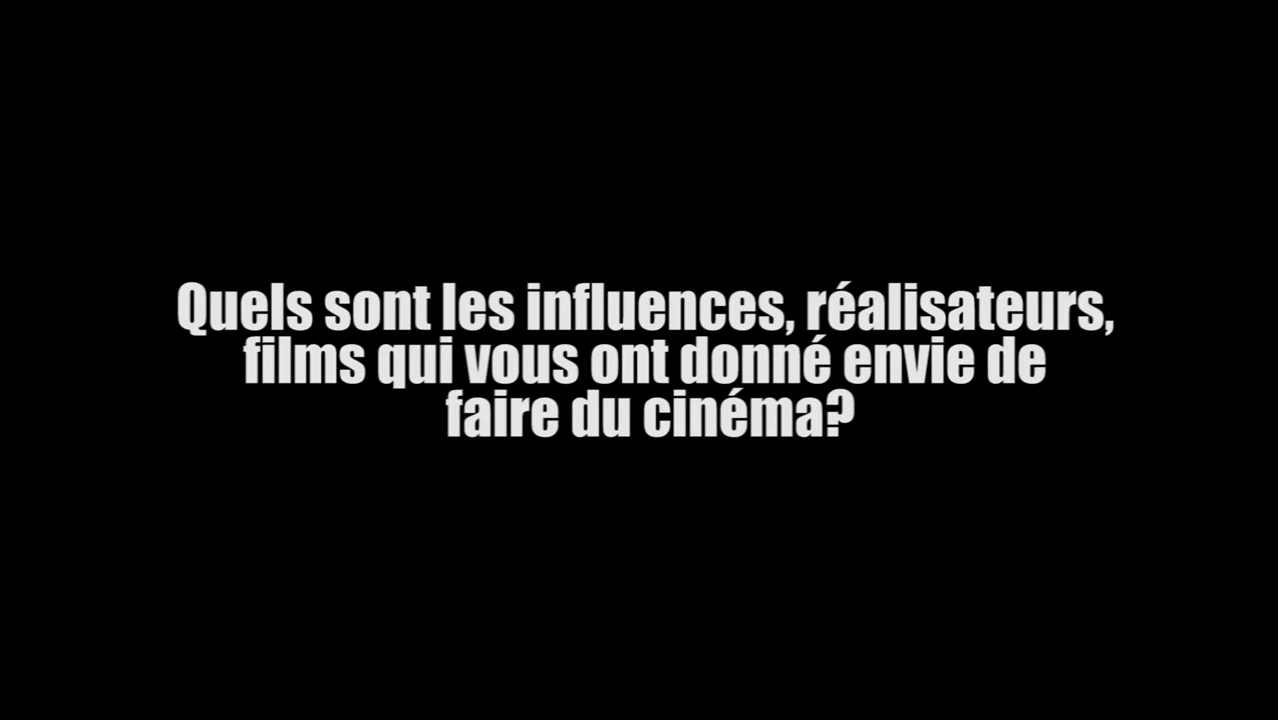 Quels sont les influences, réalisateurs,
films qui vous ont donné envie de
faire du cinéma?